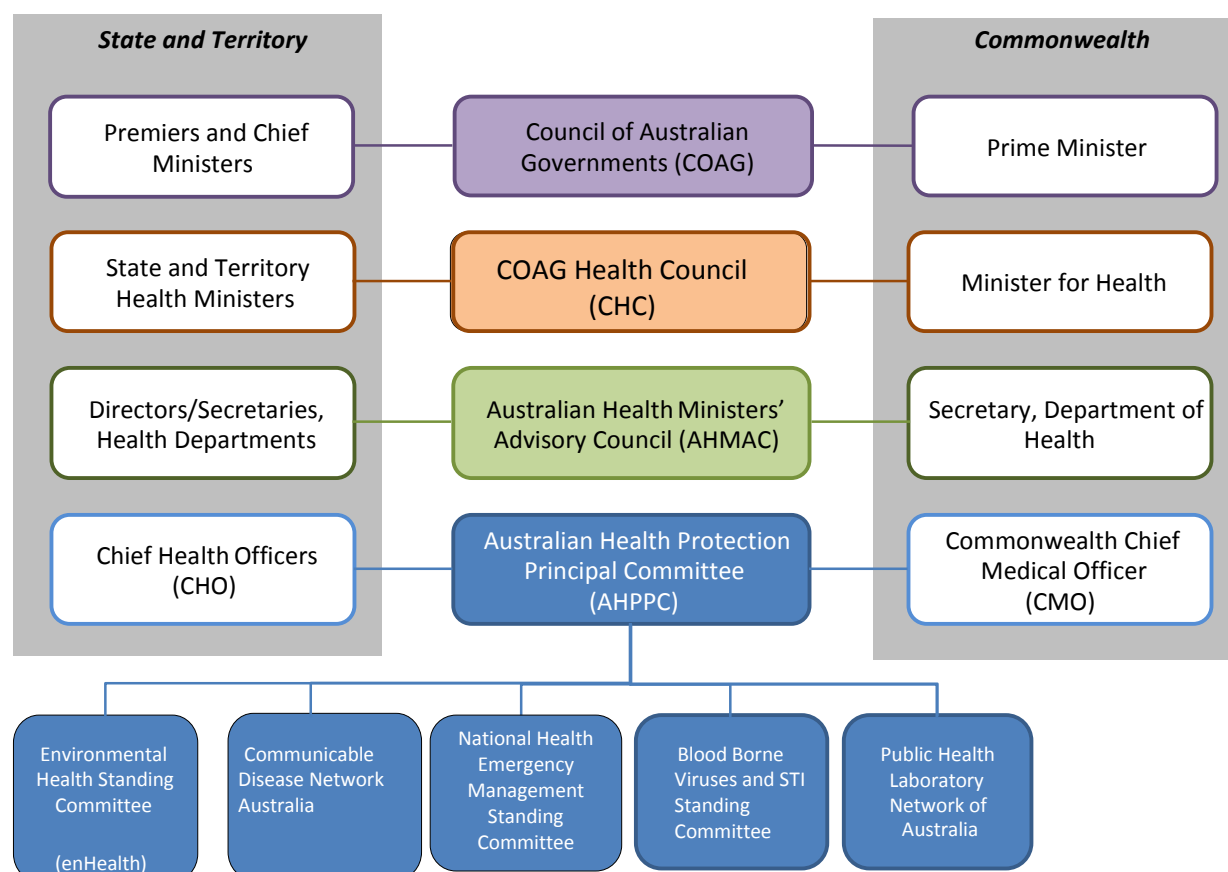 State and Territory
Commonwealth
Premiers and Chief
Ministers
Council of Australian
Governments (COAG)
Prime Minister
State and Territory
Health Ministers
COAG Health Council
(CHC)
Minister for Health
Directors/Secretaries,
Health Departments
Australian Health Ministers’
Advisory Council (AHMAC)
Secretary, Department of
Health
Chief Health Officers
(CHO)
Australian Health Protection
Principal Committee
(AHPPC)
Commonwealth Chief
Medical Officer
(CMO)
Environmental
Health Standing
Committee
(enHealth)
Communicable
Disease Network
Australia
National Health
Emergency
Management
Standing
Committee
Blood Borne
Viruses and STI
Standing
Committee
Public Health
Laboratory
Network of
Australia